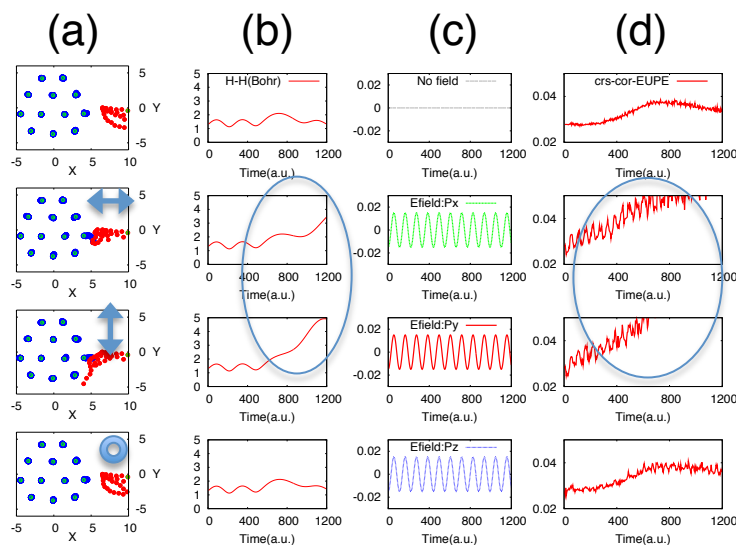 (a) (b) (c) (d)
5 0 -5 Y
-5 0 5 10
X
H-H(Bohr)
5 4 3 2 1 0
0 400 800 1200
Time(a.u.)
No field
0.02 0 -0.02
0 400 800 1200
Time(a.u.)
crs-cor-EUPE
0.04 0.02
0 400 800 1200
Time(a.u.)
5 0 -5 Y
-5 0 5 10
X
5 4 3 2 1 0
0 400 800 1200
Time(a.u.)
Efield:Px
0.02 0 -0.02
0 400 800 1200
Time(a.u.)
0.04 0.02
0 400 800 1200
Time(a.u.)
5 0 -5 Y
-5 0 5 10
X
5 4 3 2 1 0
0 400 800 1200
Time(a.u.)
Efield:Py
0.02 0 -0.02
0 400 800 1200
Time(a.u.)
0.04 0.02
0 400 800 1200
Time(a.u.)
5 0 -5 Y
-5 0 5 10
X
5 4 3 2 1 0
0 400 800 1200
Time(a.u.)
Efield:Pz
0.02 0 -0.02
0 400 800 1200
Time(a.u.)
0.04 0.02
0 400 800 1200
Time(a.u.)